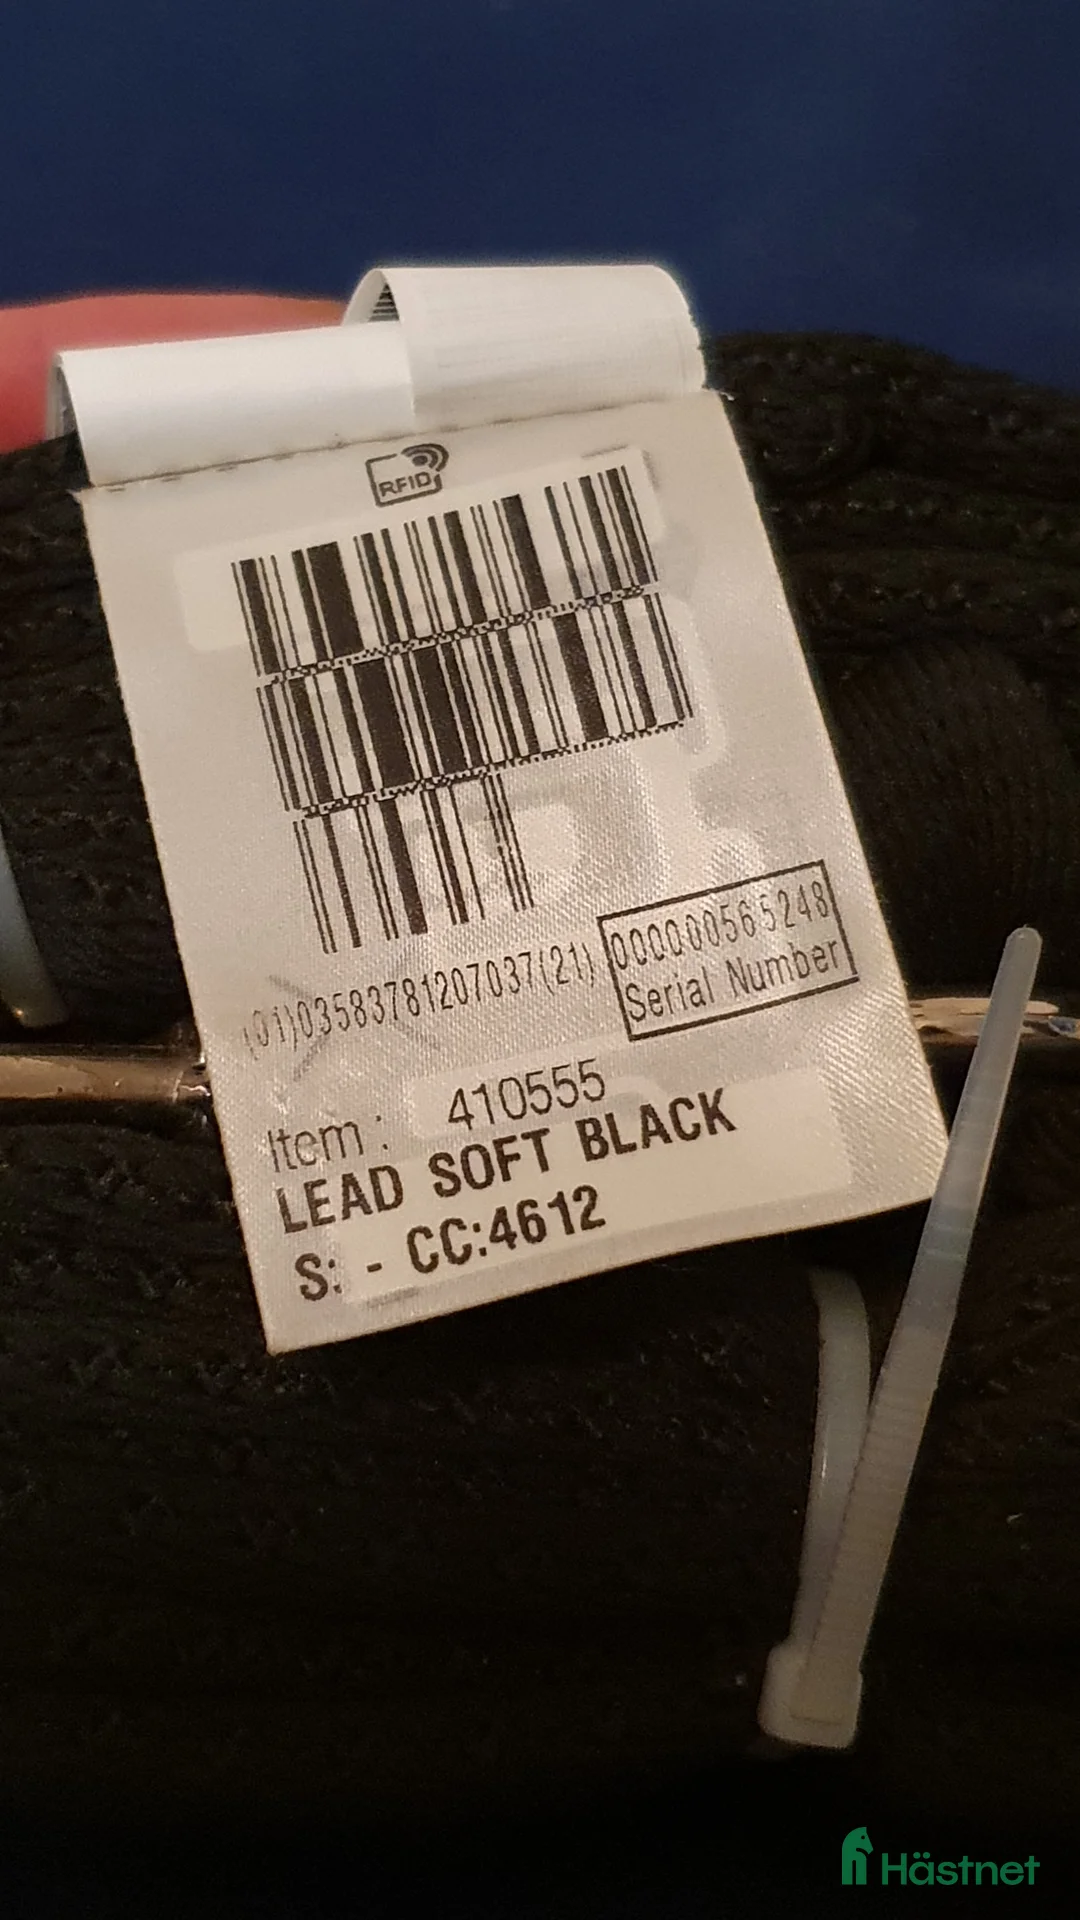 RFID
(01)03583781207037(21) 000000565248
Serial Number
Item: 410555
LEAD SOFT BLACK
S: - CC:4612
Hästnet